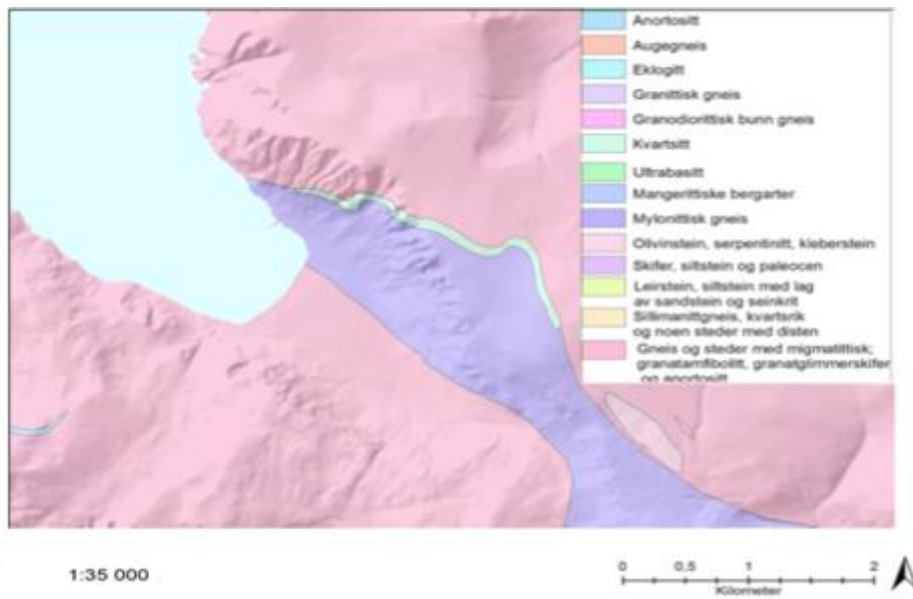 Anortositt
Augegneis
Eklogitt
Granittisk gneis
Granodiorittisk bunn gneis
Kvartsitt
Ultrabasitt
Mangerittiske bergarter
Mylonittisk gneis
Olivinstein, serpentinitt, kleberstein
Skifer, siltstein og paleocen
Leirstein, siltstein med lag
av sandstein og seinkrit
Sillimanittgneis, kvartsrik
og noen steder med disten
Gneis og steder med migmatittisk;
granatamfibolitt, granatglimmerskifer
og anortositt
1:35 000
0 0,5 1 2
Kilometer